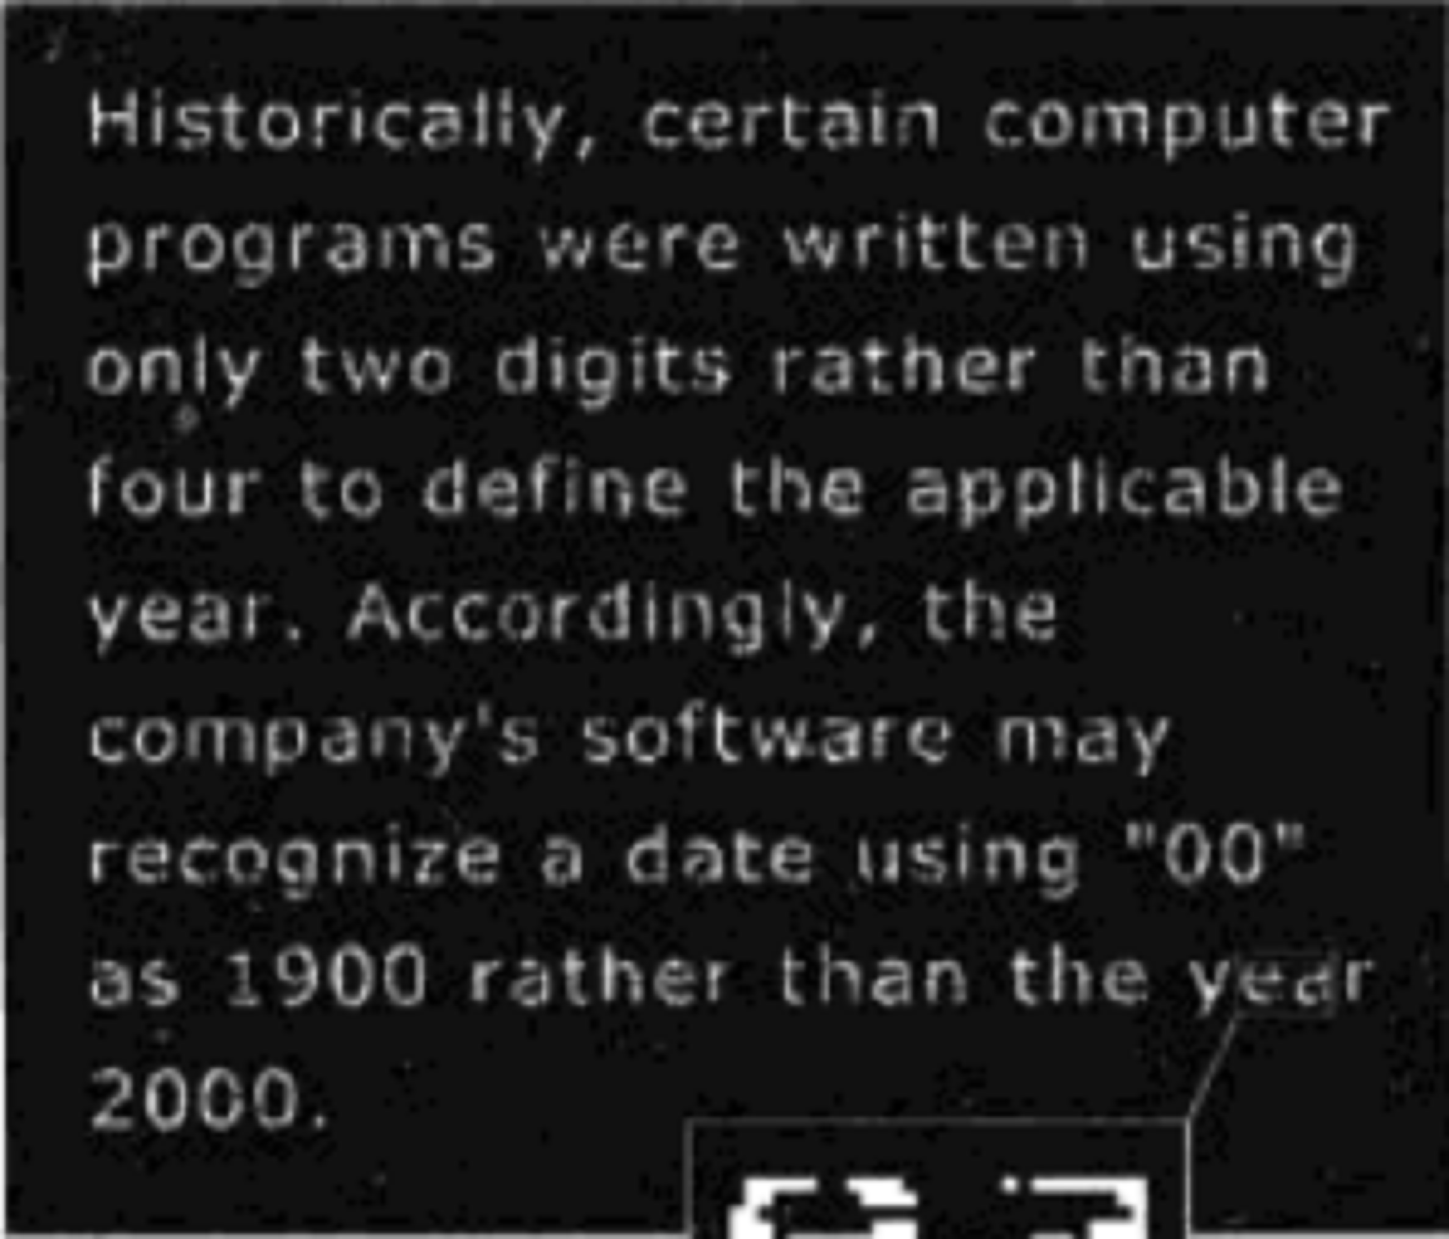 Historically, certain computer
programs were written using
only two digits rather than
four to define the applicable
year. Accordingly, the
company's software may
recognize a date using "00"
as 1900 rather than the year
2000.